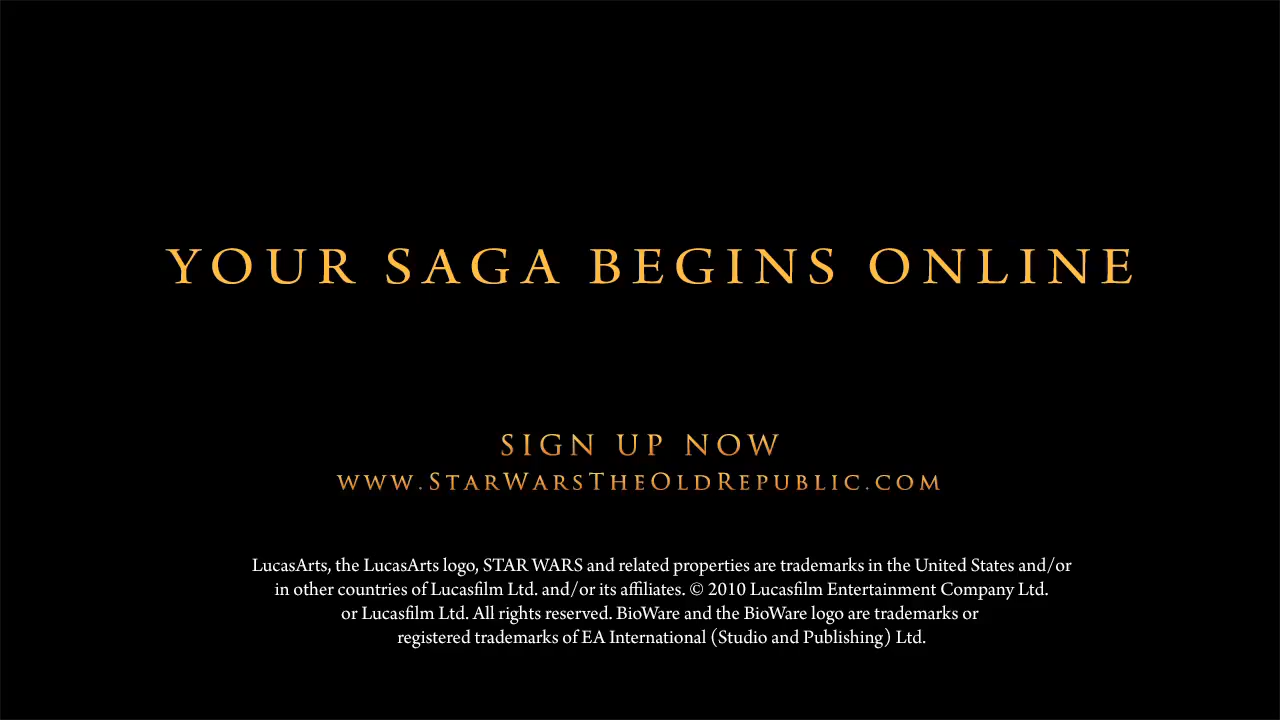 YOUR SAGA BEGINS ONLINE
SIGN UP NOW
www.StarWarsTheOldRepublic.com
LucasArts, the LucasArts logo, STAR WARS and related properties are trademarks in the United States and/or
in other countries of Lucasfilm Ltd. and/or its affiliates. © 2010 Lucasfilm Entertainment Company Ltd.
or Lucasfilm Ltd. All rights reserved. BioWare and the BioWare logo are trademarks or
registered trademarks of EA International (Studio and Publishing) Ltd.